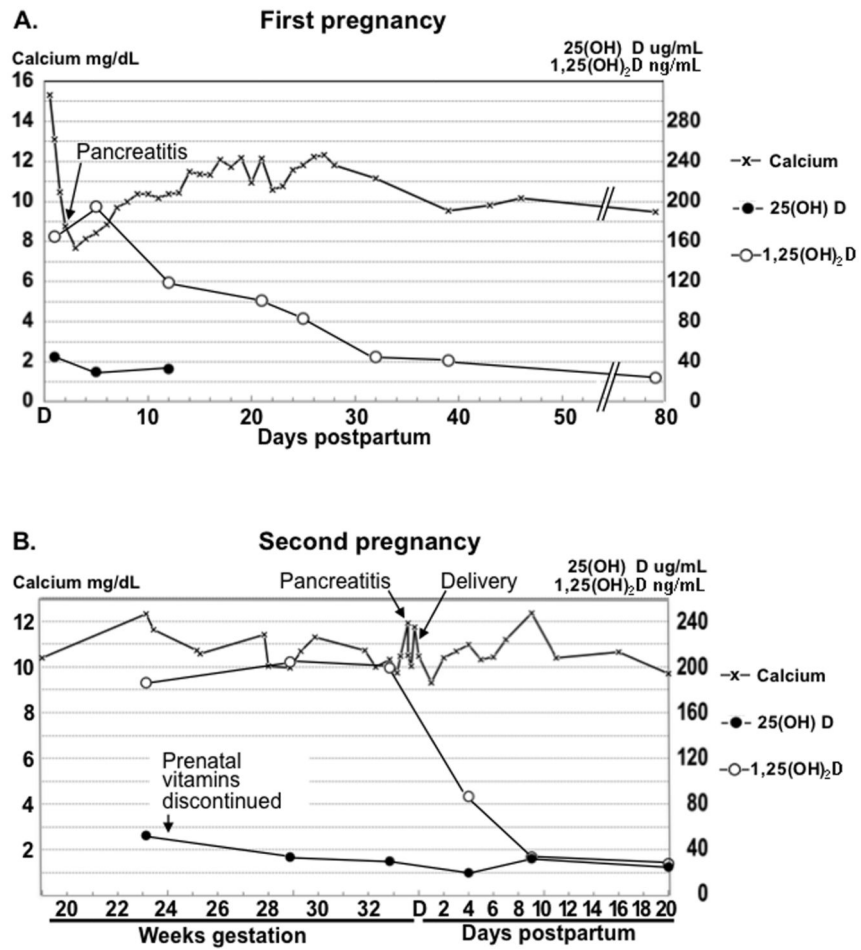 A.
First pregnancy
Calcium mg/dL
25(OH) D ug/mL
1,25(OH)₂D ng/mL
16
14
12
10
8
6
4
2
0
280
240
200
160
120
80
40
0
Pancreatitis
D 10 20 30 40 50 80
Days postpartum
-x- Calcium
-●- 25(OH) D
-○-1,25(OH)₂D
B.
Second pregnancy
Calcium mg/dL
25(OH) D ug/mL
1,25(OH)₂D ng/mL
Pancreatitis
Delivery
12
10
8
6
4
2
240
200
160
120
80
40
0
Prenatal
vitamins
discontinued
-x- Calcium
-●- 25(OH) D
-○-1,25(OH)₂D
20 22 24 26 28 30 32 D 2 4 6 8 10 12 14 16 18 20
Weeks gestation
Days postpartum